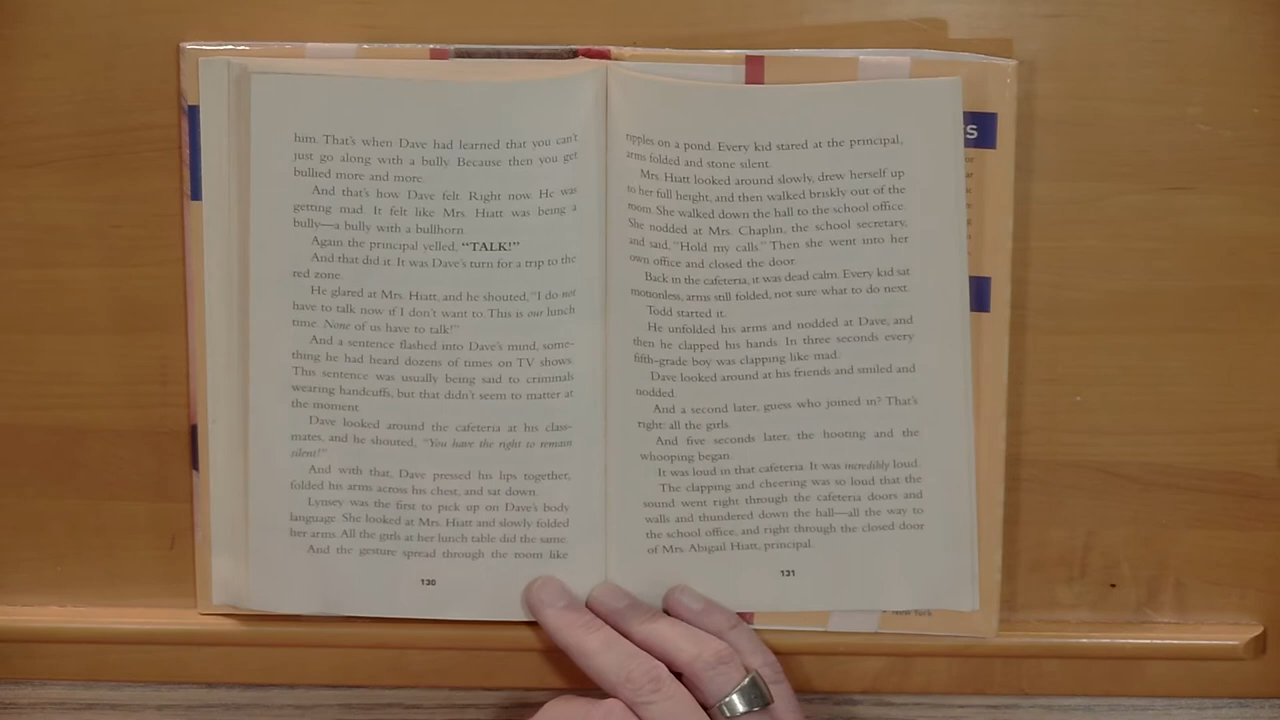 him. That's when Dave had learned that you can't
just go along with a bully. Because then you get
bullied more and more.
And that's how Dave felt. Right now. He was
getting mad. It felt like Mrs. Hiatt was being a
bully—a bully with a bullhorn.
Again the principal yelled, "TALK!"
And that did it. It was Dave's turn for a trip to the
red zone.
He glared at Mrs. Hiatt, and he shouted, "I do not
have to talk now if I don't want to. This is our lunch
time. None of us have to talk!"
And a sentence flashed into Dave's mind, some-
thing he had heard dozens of times on TV shows.
This sentence was usually being said to criminals
wearing handcuffs, but that didn't seem to matter at
the moment.
Dave looked around the cafeteria at his class-
mates, and he shouted, "You have the right to remain
silent!"
And with that, Dave pressed his lips together,
folded his arms across his chest, and sat down.
Lynsey was the first to pick up on Dave's body
language. She looked at Mrs. Hiatt and slowly folded
her arms. All the girls at her lunch table did the same.
And the gesture spread through the room like
130
ripples on a pond. Every kid stared at the principal,
arms folded and stone silent.
Mrs. Hiatt looked around slowly, drew herself up
to her full height, and then walked briskly out of the
room. She walked down the hall to the school office.
She nodded at Mrs. Chaplin, the school secretary,
and said, "Hold my calls." Then she went into her
own office and closed the door.
Back in the cafeteria, it was dead calm. Every kid sat
motionless, arms still folded, not sure what to do next.
Todd started it.
He unfolded his arms and nodded at Dave, and
then he clapped his hands. In three seconds every
fifth-grade boy was clapping like mad.
Dave looked around at his friends and smiled and
nodded.
And a second later, guess who joined in? That's
right: all the girls.
And five seconds later, the hooting and the
whooping began.
It was loud in that cafeteria. It was incredibly loud.
The clapping and cheering was so loud that the
sound went right through the cafeteria doors and
walls and thundered down the hall—all the way to
the school office, and right through the closed door
of Mrs. Abigail Hiatt, principal.
131
S
New York